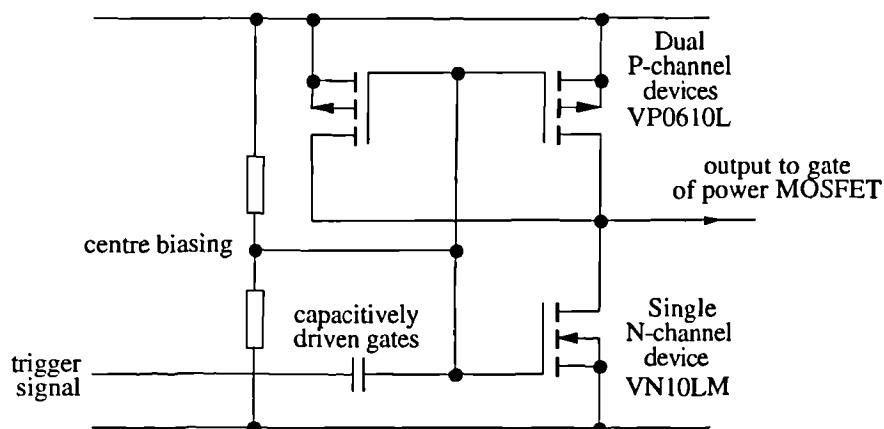 Dual
P-channel
devices
VP0610L
output to gate
of power MOSFET
centre biasing
capacitively
driven gates
Single
N-channel
device
VN10LM
trigger
signal